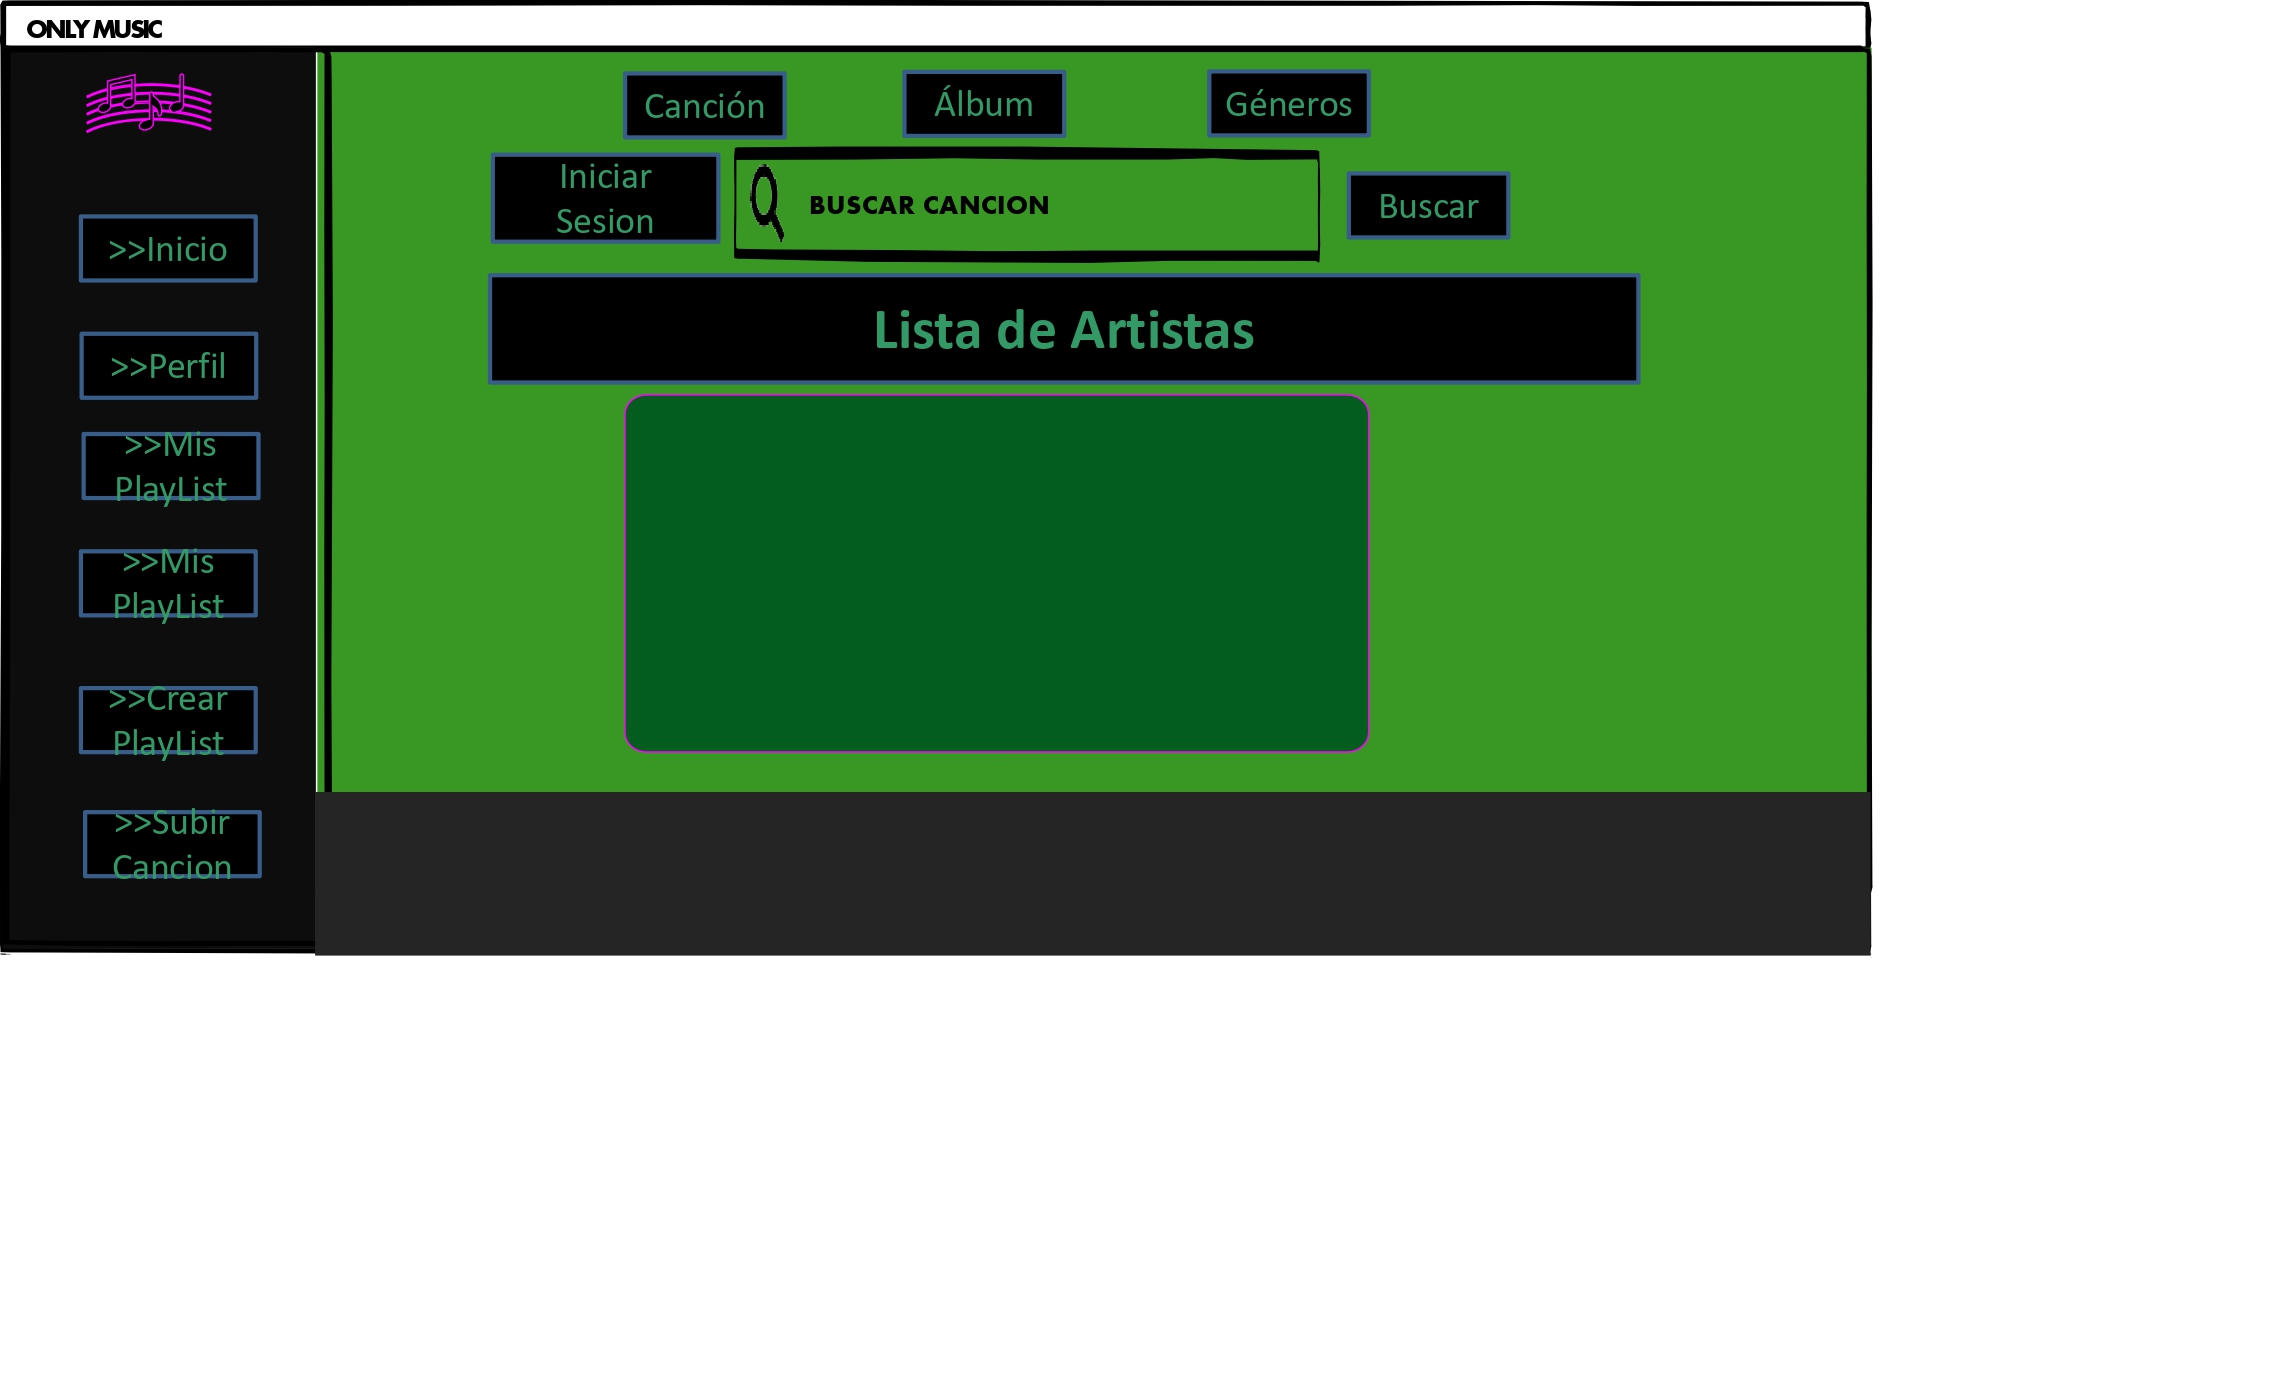 ONLY MUSIC
Canción
Álbum
Géneros
Iniciar
Sesion
BUSCAR CANCION
Buscar
Lista de Artistas
>>Inicio
>>Perfil
>>Mis
PlayList
>>Mis
PlayList
>>Crear
PlayList
>>Subir
Cancion